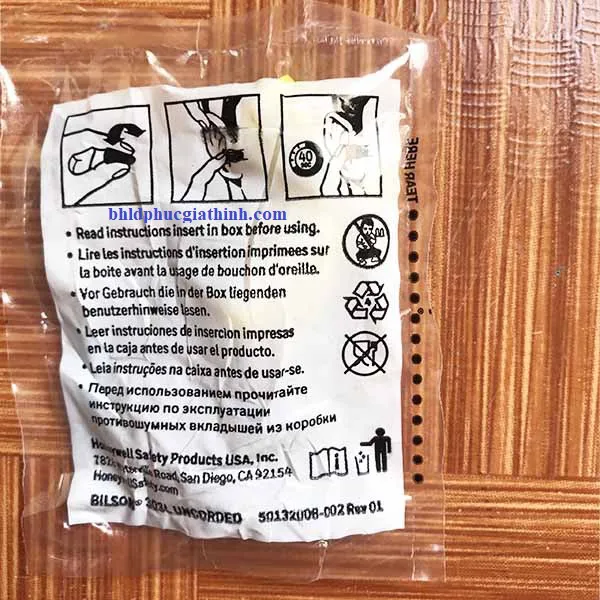 40
SEC
bhldphucgiathinh.com
TEAR HERE
• Read instructions insert in box before using.
• Lire les instructions d'insertion imprimees sur
la boite avant la usage de bouchon d'oreille.
• Vor Gebrauch die in der Box liegenden
benutzerhinweise lesen.
• Leer instruciones de insercion impresas
en la caja antes de usar el producto.
• Leia instruções na caixa antes de usar-se.
• Перед использованием прочитайте
инструкцию по эксплуатации
противошумных вкладышей из коробки
Honeywell Safety Products USA, Inc.
Road, San Diego, CA 92154
BILSOM® 303L UNCORDED 50132008-002 Rev 01